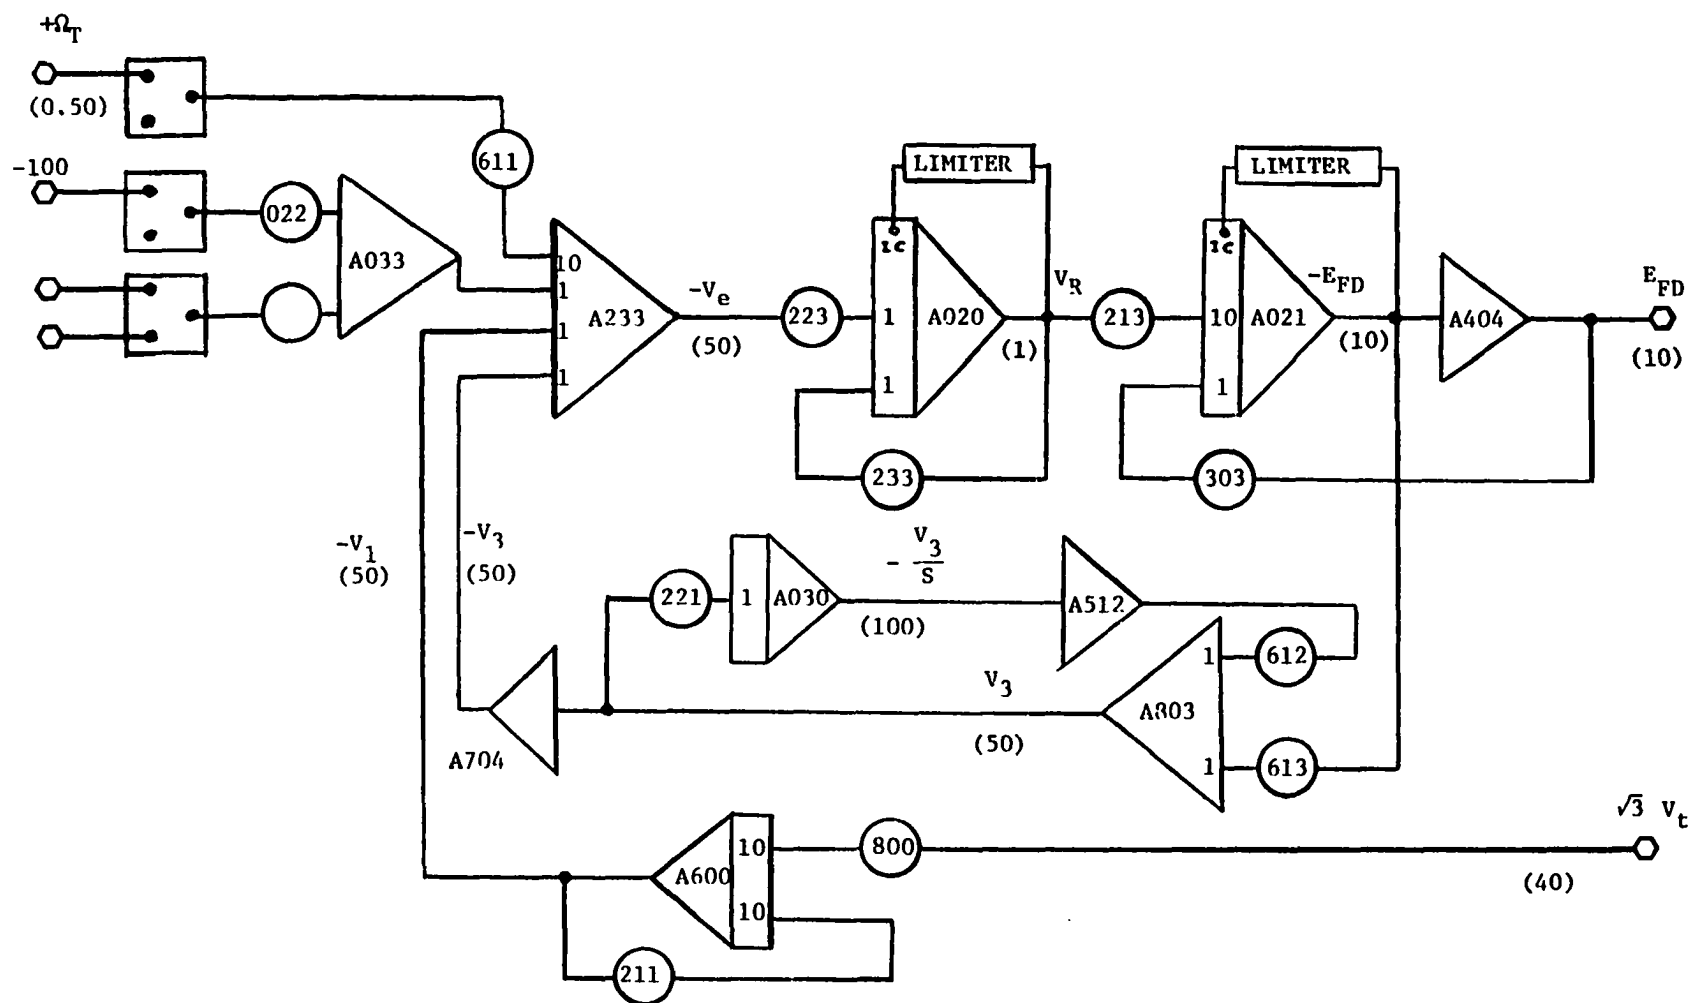 +Ω_T
(0.50)
-100
611
022
A033
10
1
1
1
A233
-V_e
(50)
223
LIMITER
IC
1
1
A020
V_R
(1)
233
213
LIMITER
IC
10
1
A021
-E_FD
(10)
303
A404
E_FD
(10)
-V_1
(50)
-V_3
(50)
221
1
A030
- V_3/S
(100)
A512
612
1
1
A803
613
V_3
(50)
A704
√3 V_t
(40)
800
10
10
A600
211